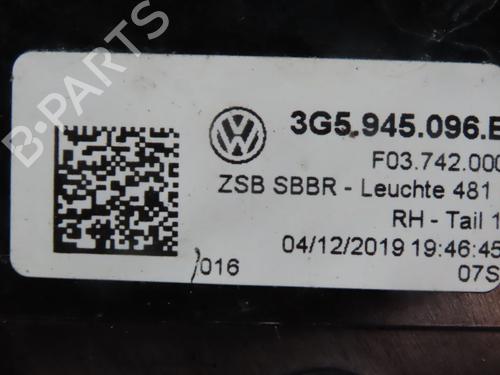 B-PARTS
3G5.945.096.E
F03.742.000
ZSB SBBR - Leuchte 481
RH - Tail 1
04/12/2019 19:46:45
/016
07S